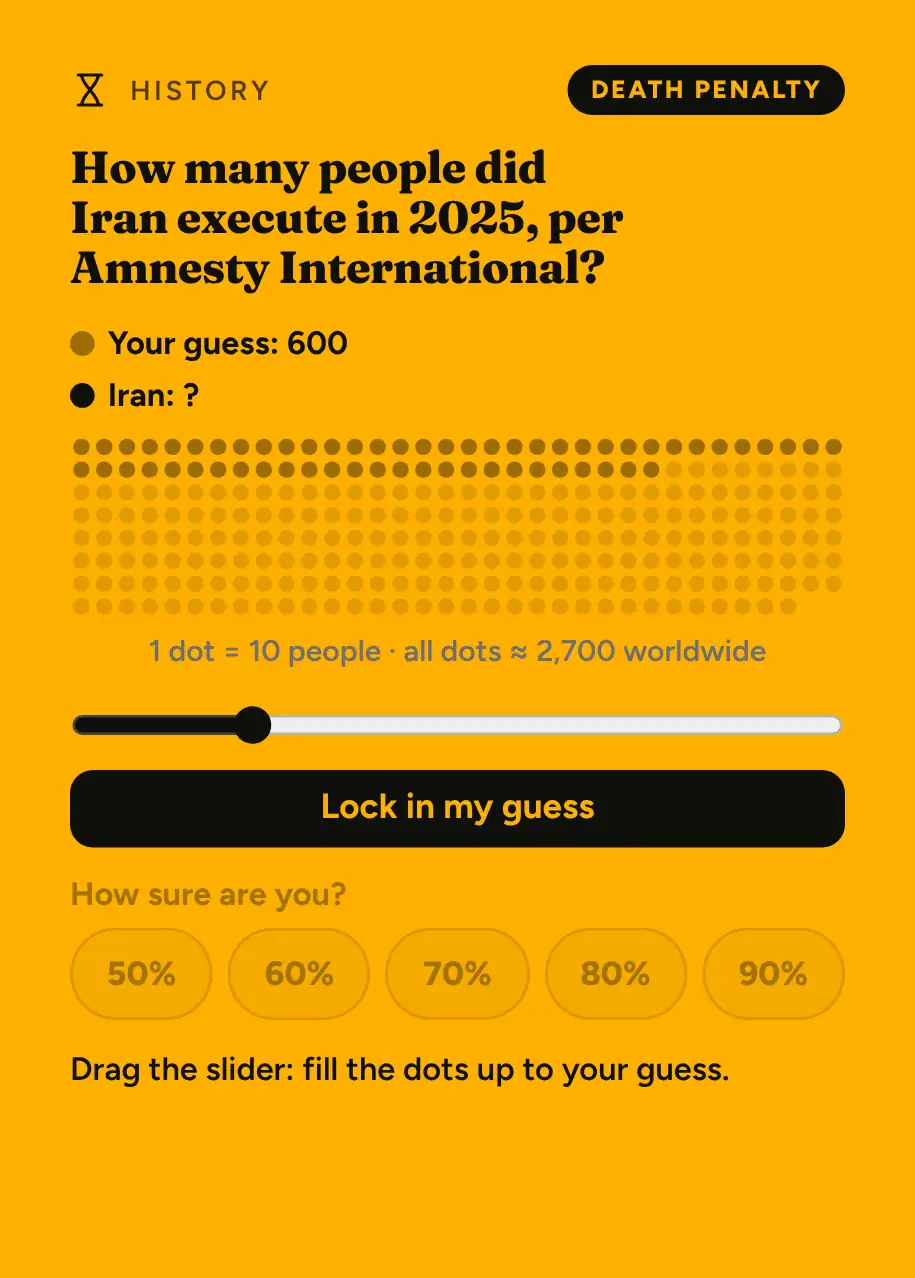 HISTORY
DEATH PENALTY
How many people did
Iran execute in 2025, per
Amnesty International?
Your guess: 600
Iran: ?
1 dot = 10 people · all dots ≈ 2,700 worldwide
Lock in my guess
How sure are you?
50%
60%
70%
80%
90%
Drag the slider: fill the dots up to your guess.